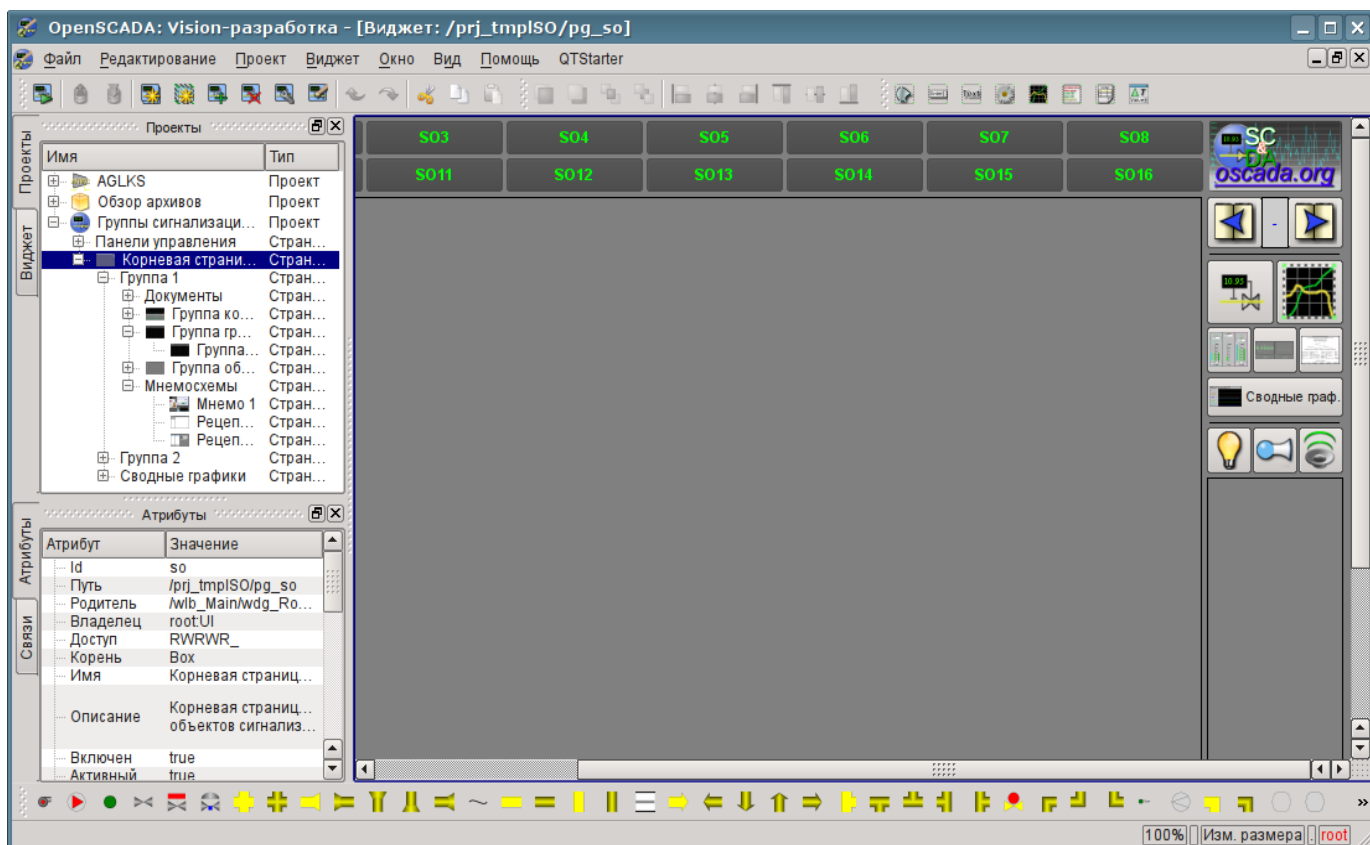 OpenSCADA: Vision-разработка - [Виджет: /prj_tmplSO/pg_so]
Файл Редактирование Проект Виджет Окно Вид Помощь QTStarter
Проекты
Виджет
Проекты
Имя Тип
AGLKS Проект
Обзор архивов Проект
Группы сигнализаци... Проект
Панели управления Стран...
Корневая страни... Стран...
Группа 1 Стран...
Документы Стран...
Группа ко... Стран...
Группа гр... Стран...
Группа... Стран...
Группа об... Стран...
Мнемосхемы Стран...
Мнемо 1 Стран...
Рецеп... Стран...
Рецеп... Стран...
Группа 2 Стран...
Сводные графики Стран...
Атрибуты
Связи
Атрибуты
Атрибут Значение
Id so
Путь /prj_tmplSO/pg_so
Родитель /wlb_Main/wdg_Ro...
Владелец root:UI
Доступ RWRWR_
Корень Box
Имя Корневая страниц...
Описание Корневая страниц...
объектов сигнализ...
Включен true
Активный true
SO3 SO4 SO5 SO6 SO7 SO8
SO11 SO12 SO13 SO14 SO15 SO16
SC
&
DA
oscada.org
-
10.95
Сводные граф.
100% Изм. размера . root